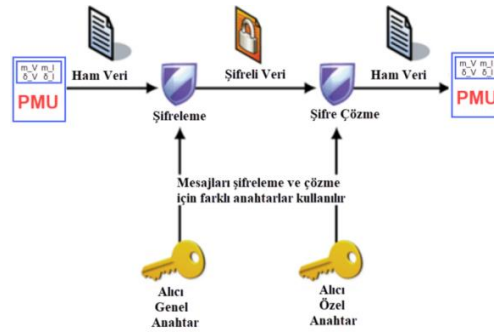 m_V m_I
δ_V δ_I
PMU
Ham Veri
Şifreleme
Şifreli Veri
Şifre Çözme
Ham Veri
m_V m_I
δ_V δ_I
PMU
Mesajları şifreleme ve çözme
için farklı anahtarlar kullanılır
Alıcı
Genel
Anahtar
Alıcı
Özel
Anahtar